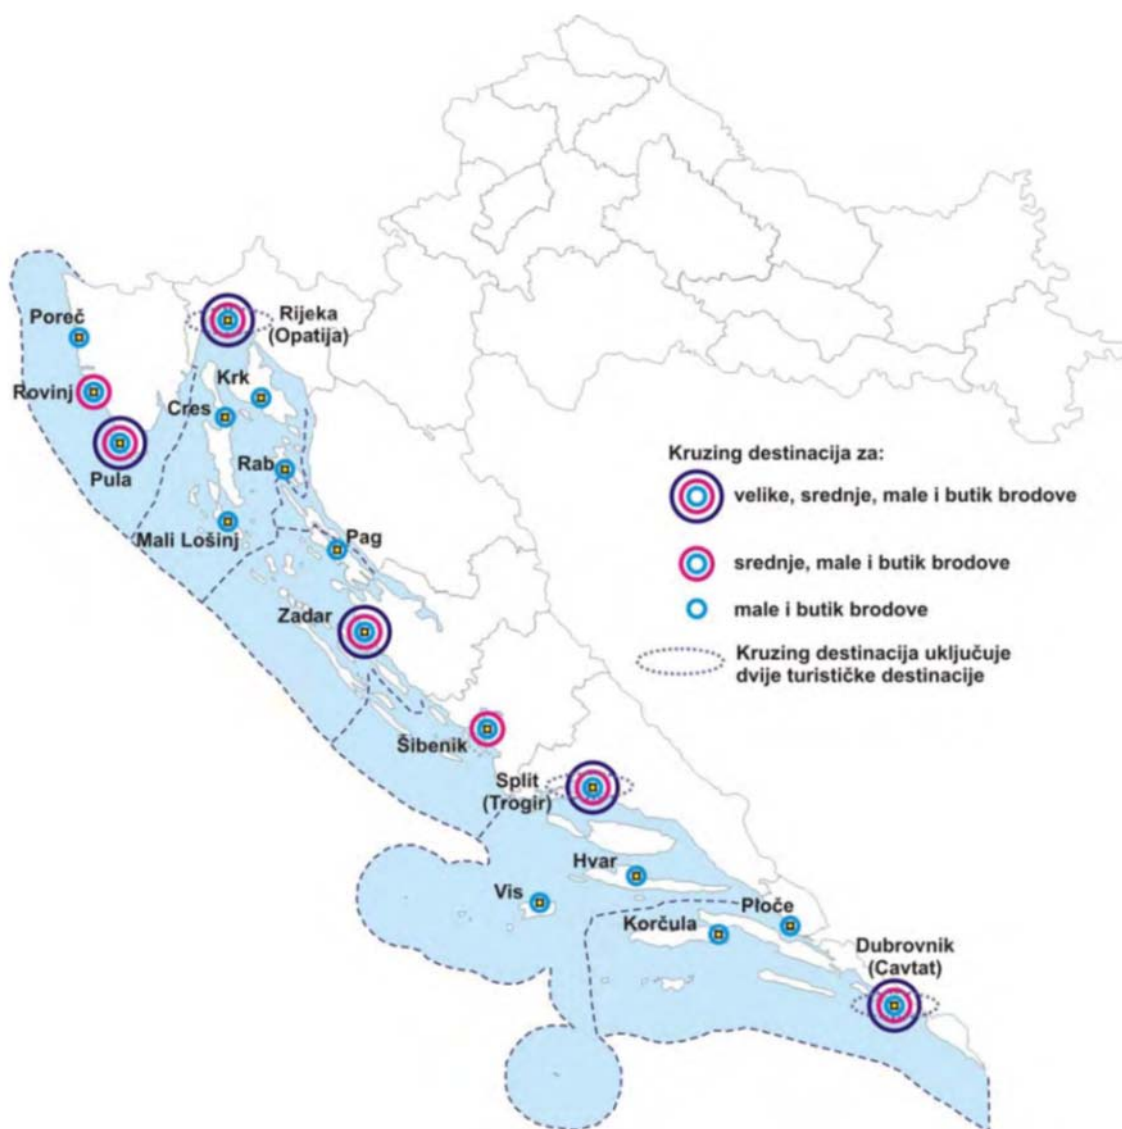 Poreč
Rijeka
(Opatija)
Rovinj
Krk
Cres
Pula
Rab
Mali Lošinj
Pag
Zadar
Šibenik
Split
(Trogir)
Hvar
Vis
Korčula
Ploče
Dubrovnik
(Cavtat)
Kruzing destinacija za:
velike, srednje, male i butik brodove
srednje, male i butik brodove
male i butik brodove
Kruzing destinacija uključuje
dvije turističke destinacije